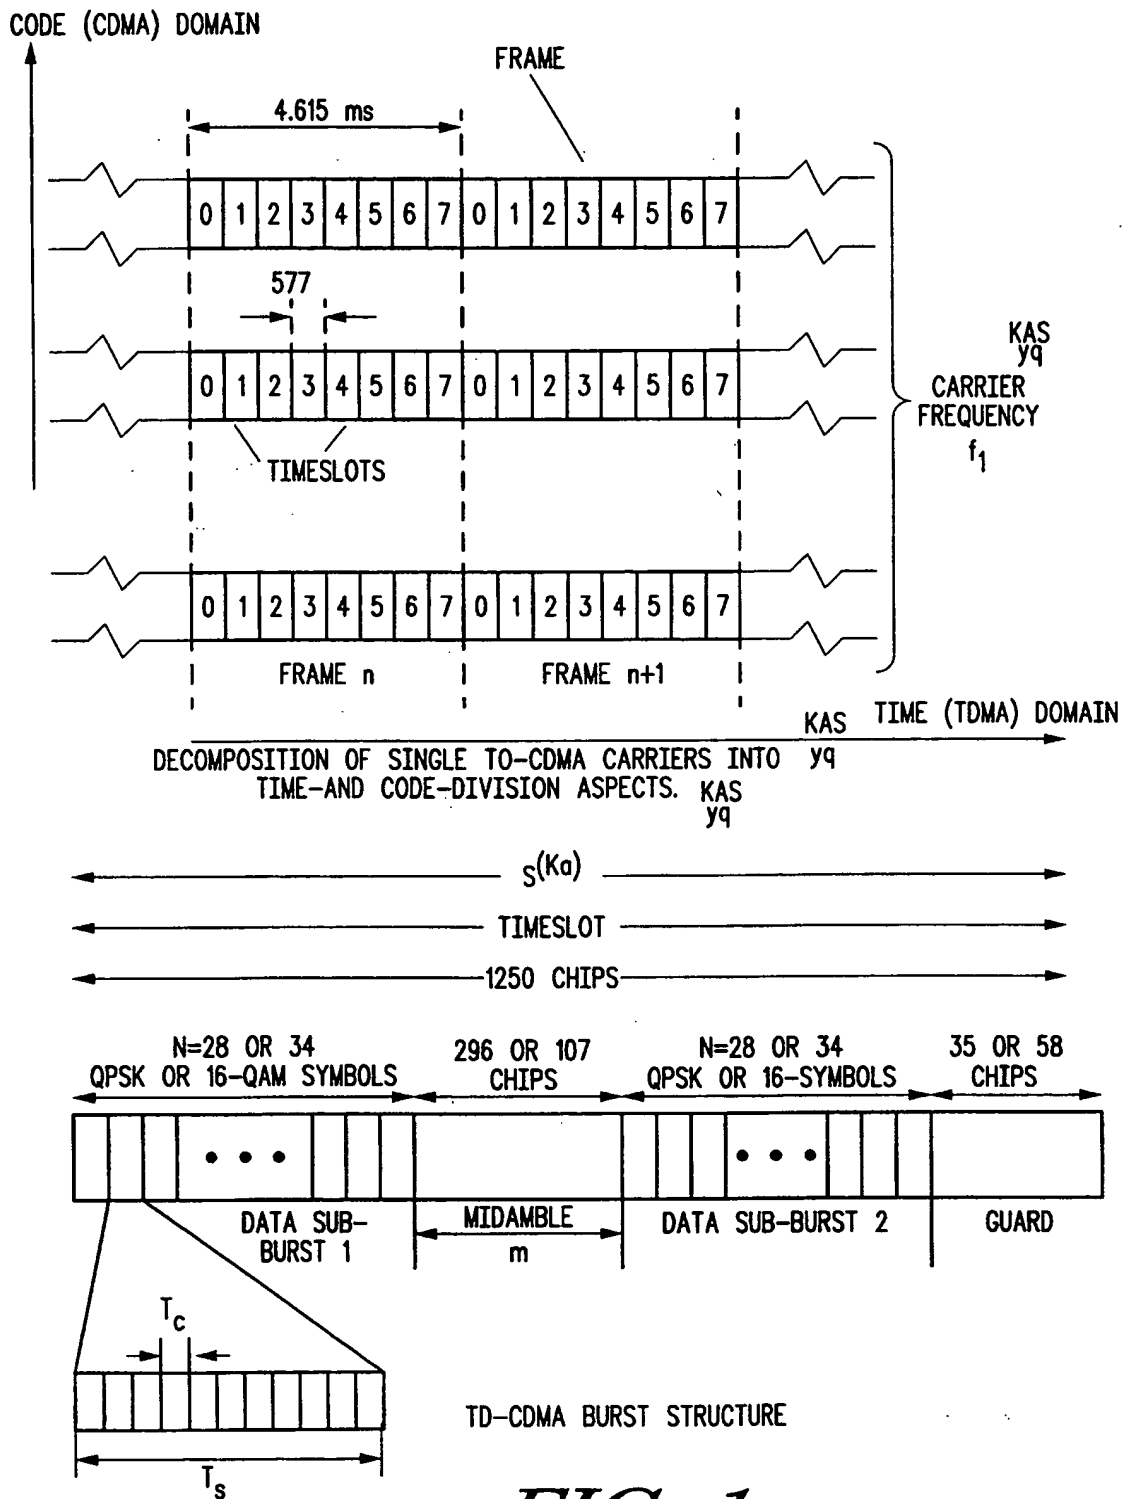 CODE (CDMA) DOMAIN
FRAME
4.615 ms
0 1 2 3 4 5 6 7 0 1 2 3 4 5 6 7
577
0 1 2 3 4 5 6 7 0 1 2 3 4 5 6 7
TIMESLOTS
KAS
yq
CARRIER
FREQUENCY
f1
0 1 2 3 4 5 6 7 0 1 2 3 4 5 6 7
FRAME n FRAME n+1
KAS TIME (TDMA) DOMAIN
DECOMPOSITION OF SINGLE TO-CDMA CARRIERS INTO yq
TIME-AND CODE-DIVISION ASPECTS. KAS
yq
S(Ka)
TIMESLOT
1250 CHIPS
N=28 OR 34
QPSK OR 16-QAM SYMBOLS
296 OR 107
CHIPS
N=28 OR 34
QPSK OR 16-SYMBOLS
35 OR 58
CHIPS
DATA SUB-
BURST 1
MIDAMBLE
m
DATA SUB-BURST 2
GUARD
Tc
TD-CDMA BURST STRUCTURE
Ts
FIG. 1